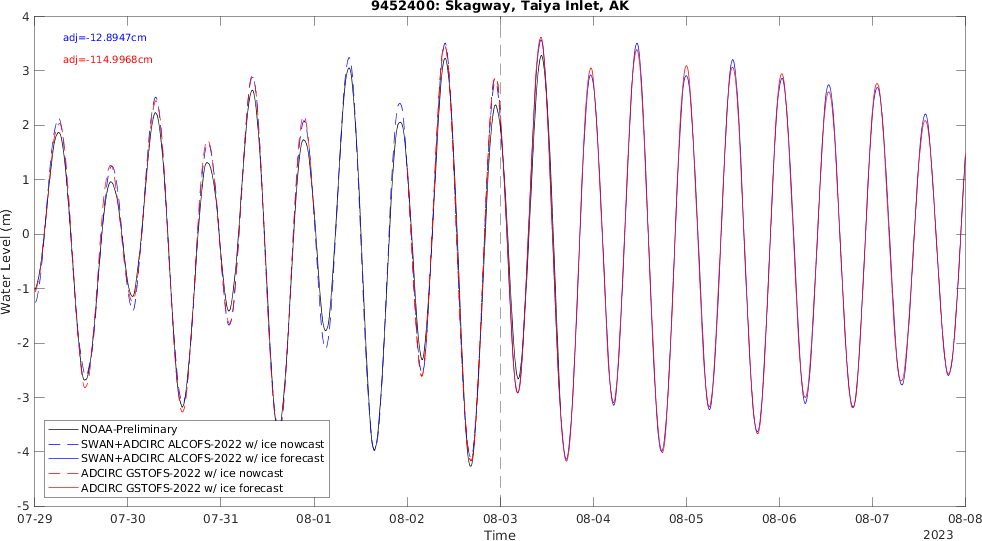 9452400: Skagway, Taiya Inlet, AK
adj=-12.8947cm
adj=-114.9968cm
4
3
2
1
0
-1
-2
-3
-4
-5
Water Level (m)
NOAA-Preliminary
SWAN+ADCIRC ALCOFS-2022 w/ ice nowcast
SWAN+ADCIRC ALCOFS-2022 w/ ice forecast
ADCIRC GSTOFS-2022 w/ ice nowcast
ADCIRC GSTOFS-2022 w/ ice forecast
07-29 07-30 07-31 08-01 08-02 08-03 08-04 08-05 08-06 08-07 08-08
Time
2023